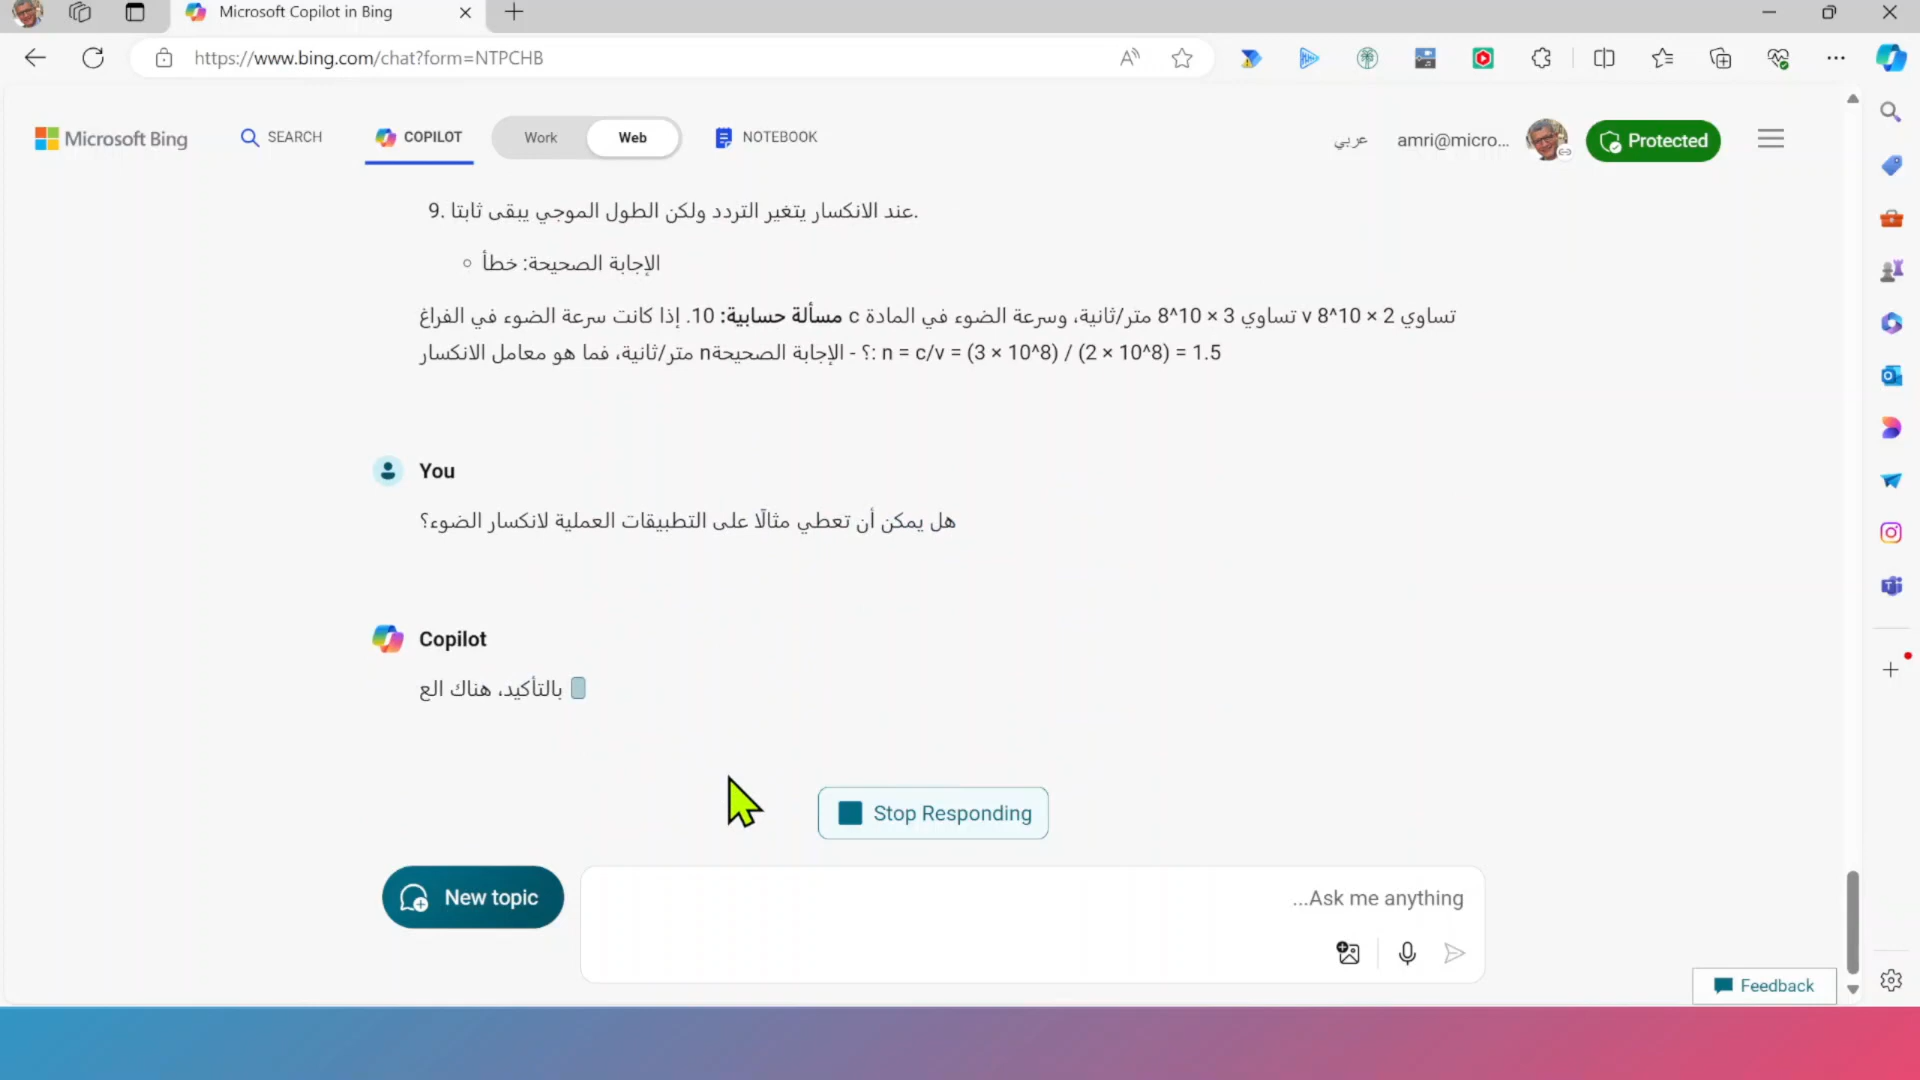 Microsoft Copilot in Bing
https://www.bing.com/chat?form=NTPCHB
Microsoft Bing
SEARCH
COPILOT
Work
Web
NOTEBOOK
عربي
amri@micro...
Protected
9. عند الانكسار يتغير التردد ولكن الطول الموجي يبقى ثابتا.
الإجابة الصحيحة: خطأ
تساوي 2 × 10^8 v تساوي 3 × 10^8 متر/ثانية، وسرعة الضوء في المادة c مسألة حسابية: 10. إذا كانت سرعة الضوء في الفراغ
n = c/v = (3 × 10^8) / (2 × 10^8) = 1.5 :؟ - الإجابة الصحيحةn متر/ثانية، فما هو معامل الانكسار
You
هل يمكن أن تعطي مثالًا على التطبيقات العملية لانكسار الضوء؟
Copilot
بالتأكيد، هناك الع
Stop Responding
New topic
...Ask me anything
Feedback